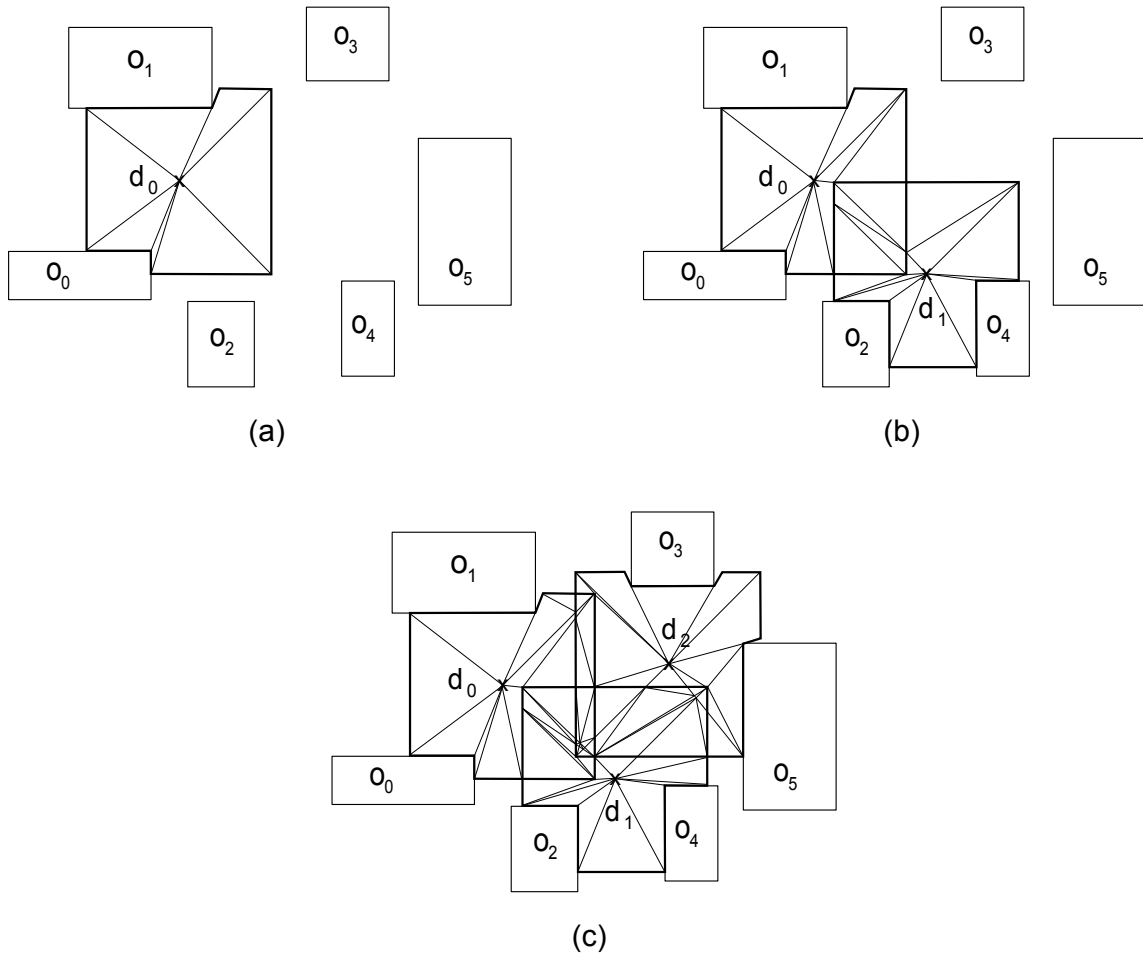 o₁
o₃
d₀
o₀
o₅
o₂
o₄
(a)
o₁
o₃
d₀
o₀
o₅
o₂
d₁
o₄
(b)
o₃
o₁
d₂
d₀
o₀
o₅
d₁
o₂
o₄
(c)